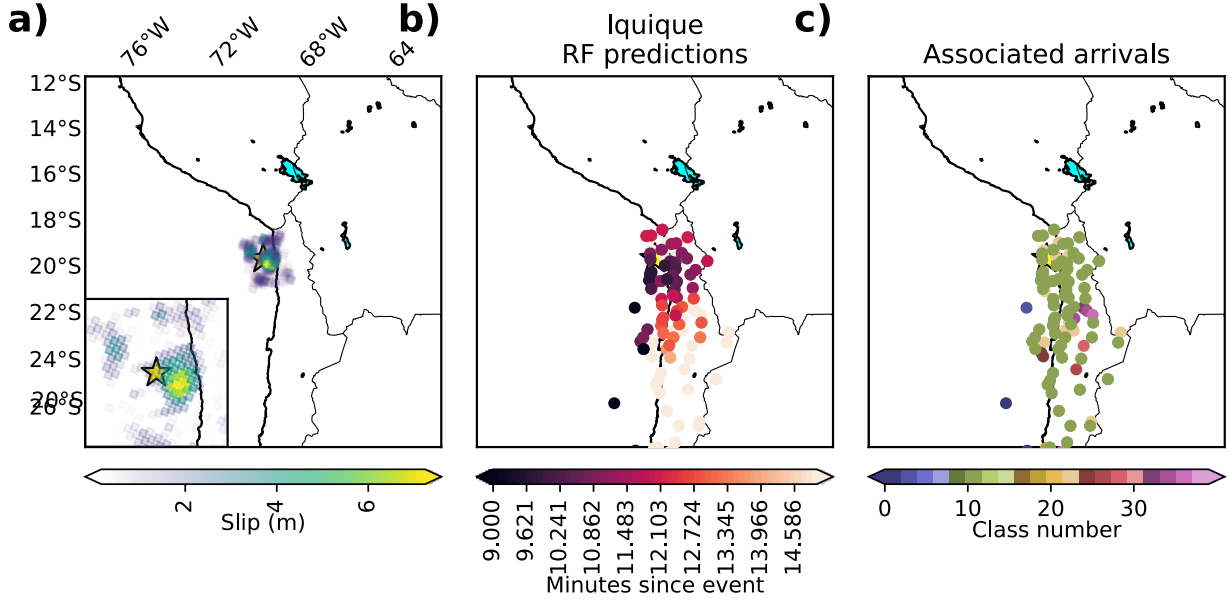 a)
76°W
72°W
68°W
64
12°S
14°S
16°S
18°S
20°S
22°S
24°S
20°S
26°S
2
4
6
Slip (m)
b)
Iquique
RF predictions
9.000
9.621
10.241
10.862
11.483
12.103
12.724
13.345
13.966
14.586
Minutes since event
c)
Associated arrivals
0
10
20
30
Class number